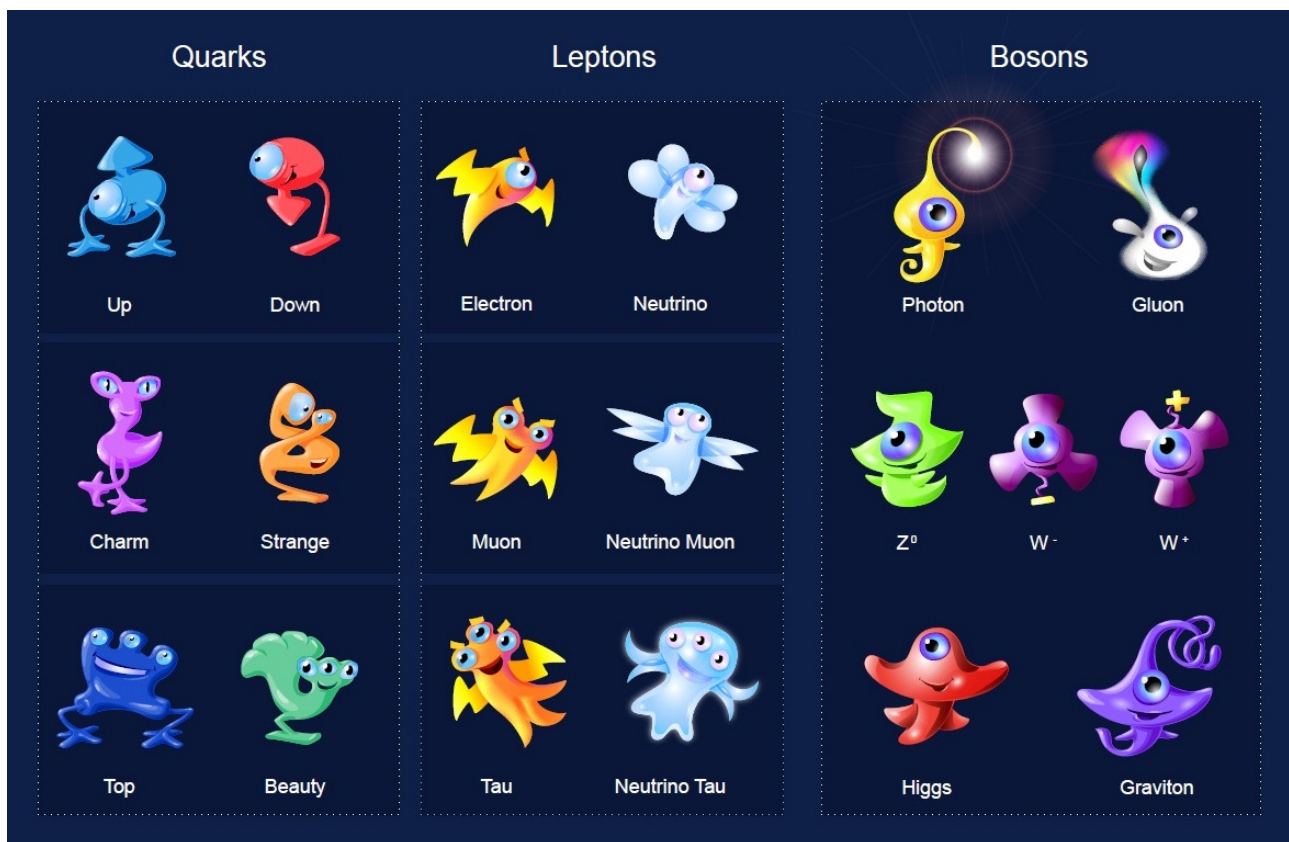 Quarks Leptons Bosons
Up Down Electron Neutrino Photon Gluon
Charm Strange Muon Neutrino Muon Z⁰ W⁻ W⁺
Top Beauty Tau Neutrino Tau Higgs Graviton